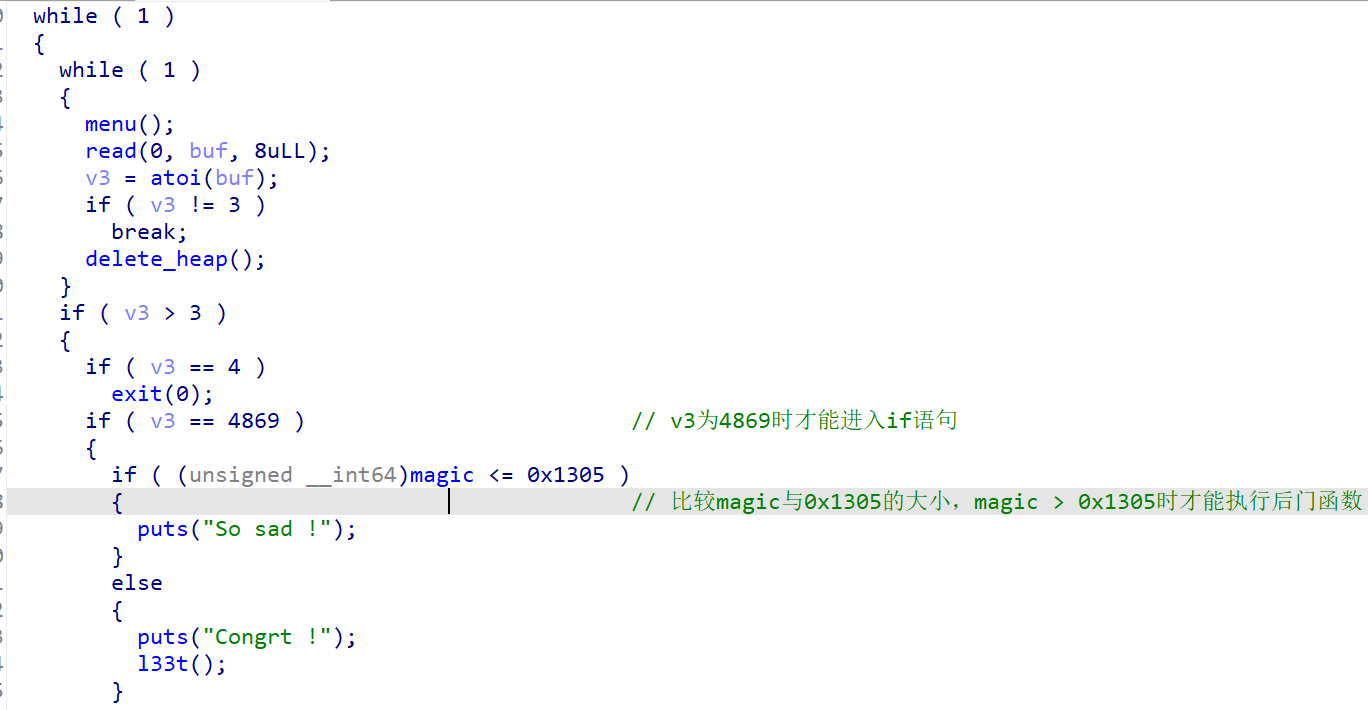 while ( 1 )
{
while ( 1 )
{
menu();
read(0, buf, 8uLL);
v3 = atoi(buf);
if ( v3 != 3 )
break;
delete_heap();
}
if ( v3 > 3 )
{
if ( v3 == 4 )
exit(0);
if ( v3 == 4869 ) // v3为4869时才能进入if语句
{
if ( (unsigned __int64)magic <= 0x1305 )
{ // 比较magic与0x1305的大小，magic > 0x1305时才能执行后门函数
puts("So sad !");
}
else
{
puts("Congrt !");
l33t();
}